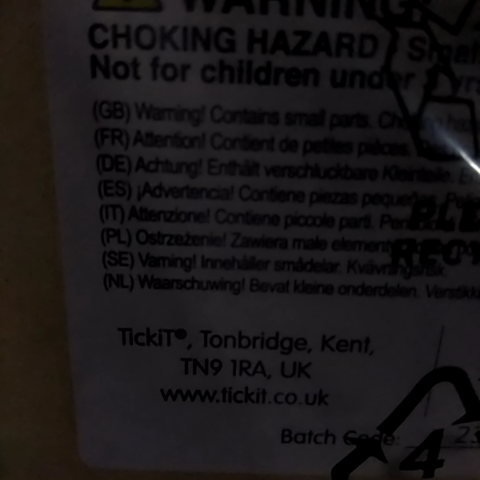 WARNING:
CHOKING HAZARD / Small
Not for children under
(GB) Warning! Contains small parts.
(FR) Attention! Contient de petites pièces.
(DE) Achtung! Enthält verschluckbare Kleinteile.
(ES) ¡Advertencia! Contiene piezas pequeñas.
(IT) Attenzione! Contiene piccole parti.
(PL) Ostrzeżenie! Zawiera małe
(SE) Varning! Innehåller smådelar. Kvävningsrisk.
(NL) Waarschuwing! Bevat kleine onderdelen.
TickiT®, Tonbridge, Kent,
TN9 1RA, UK
www.tickit.co.uk
Batch Code: 23
4